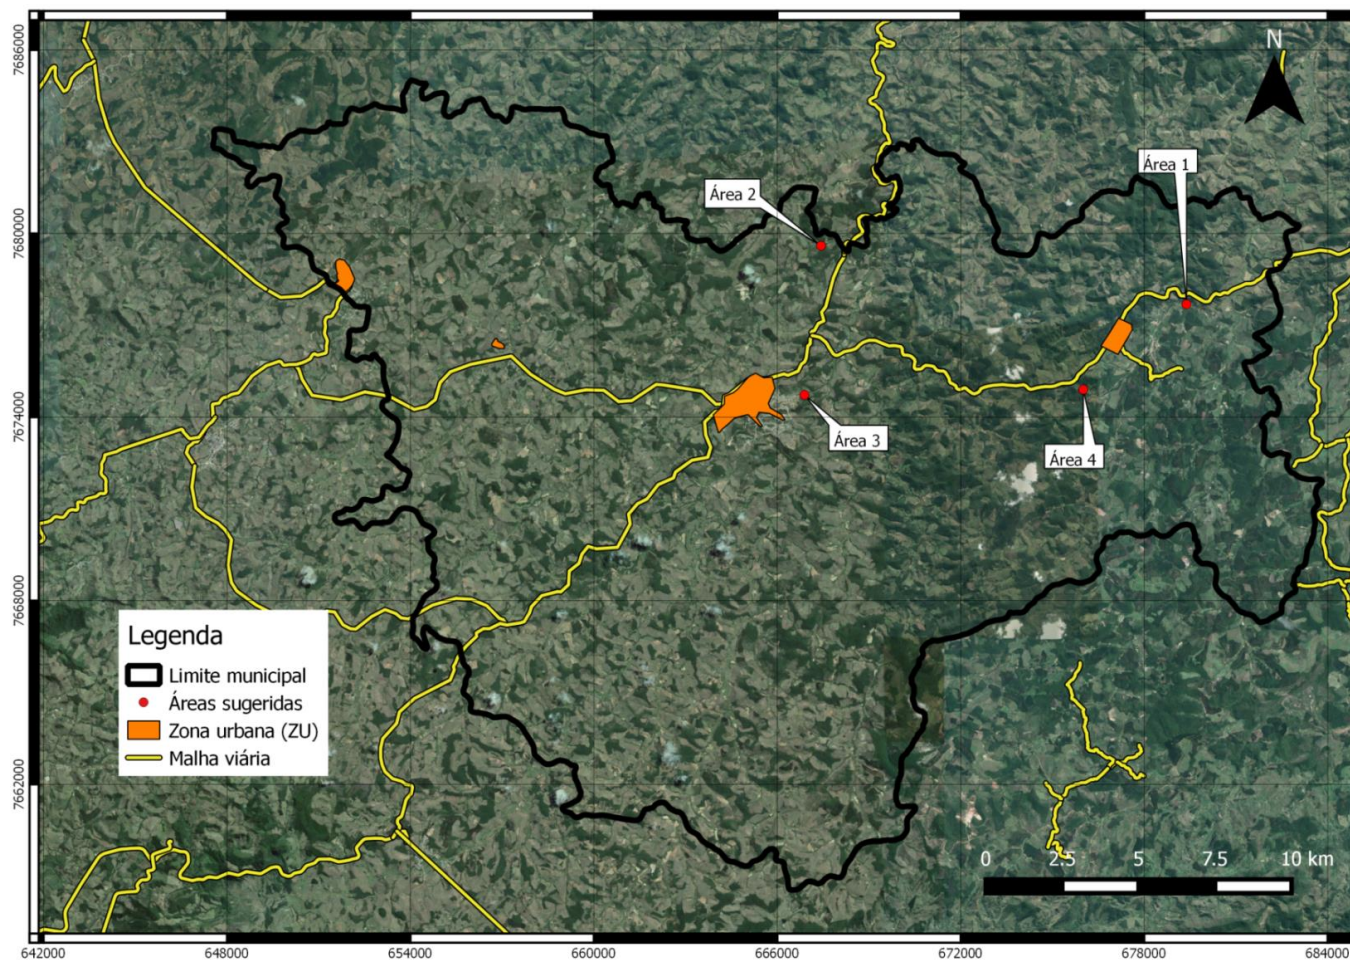 N
7686000
Área 1
Área 2
7680000
7674000
Área 3
Área 4
7668000
Legenda
Limite municipal
Áreas sugeridas
Zona urbana (ZU)
Malha viária
7662000
0 2.5 5 7.5 10 km
642000 648000 654000 660000 666000 672000 678000 684000